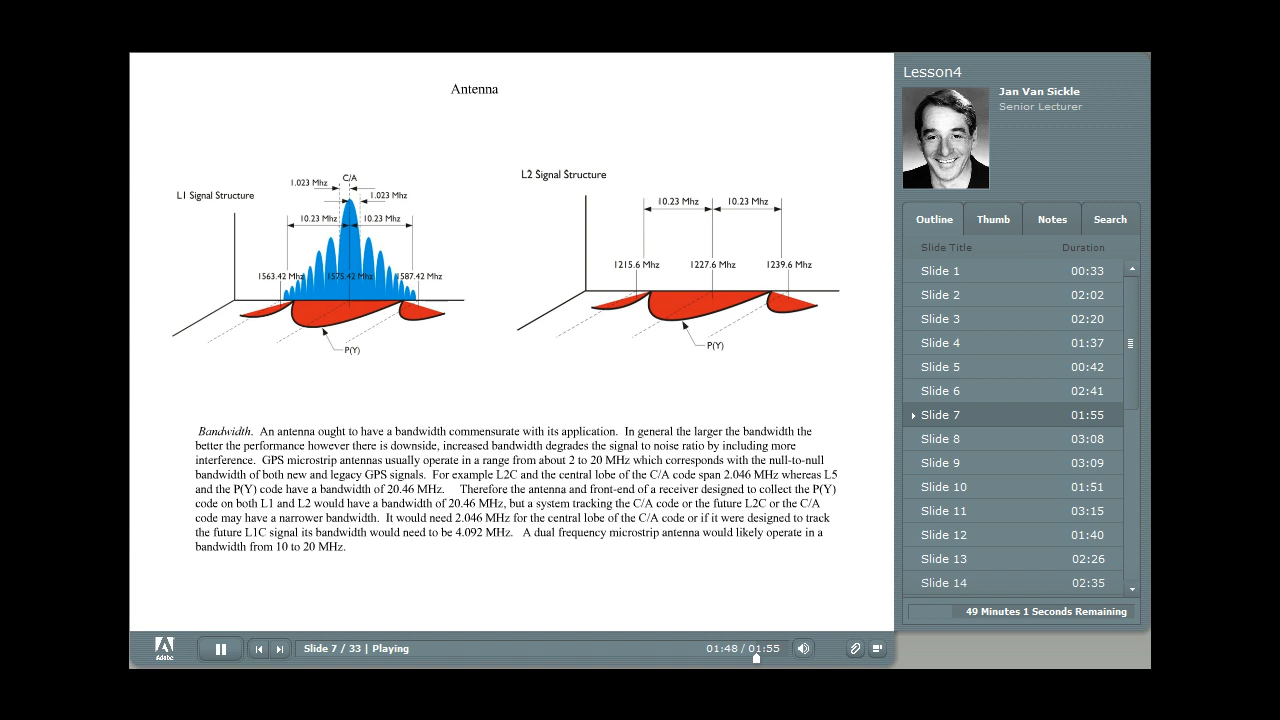 Antenna
L1 Signal Structure
C/A
1.023 Mhz
1.023 Mhz
10.23 Mhz
10.23 Mhz
1563.42 Mhz
1575.42 Mhz
1587.42 Mhz
P(Y)
L2 Signal Structure
10.23 Mhz
10.23 Mhz
1215.6 Mhz
1227.6 Mhz
1239.6 Mhz
P(Y)
Bandwidth. An antenna ought to have a bandwidth commensurate with its application. In general the larger the bandwidth the
better the performance however there is downside, increased bandwidth degrades the signal to noise ratio by including more
interference. GPS microstrip antennas usually operate in a range from about 2 to 20 MHz which corresponds with the null-to-null
bandwidth of both new and legacy GPS signals. For example L2C and the central lobe of the C/A code span 2.046 MHz whereas L5
and the P(Y) code have a bandwidth of 20.46 MHz. Therefore the antenna and front-end of a receiver designed to collect the P(Y)
code on both L1 and L2 would have a bandwidth of 20.46 MHz, but a system tracking the C/A code or the future L2C or the C/A
code may have a narrower bandwidth. It would need 2.046 MHz for the central lobe of the C/A code or if it were designed to track
the future L1C signal its bandwidth would need to be 4.092 MHz. A dual frequency microstrip antenna would likely operate in a
bandwidth from 10 to 20 MHz.
Lesson4
Jan Van Sickle
Senior Lecturer
Outline Thumb Notes Search
Slide Title Duration
Slide 1 00:33
Slide 2 02:02
Slide 3 02:20
Slide 4 01:37
Slide 5 00:42
Slide 6 02:41
Slide 7 01:55
Slide 8 03:08
Slide 9 03:09
Slide 10 01:51
Slide 11 03:15
Slide 12 01:40
Slide 13 02:26
Slide 14 02:35
49 Minutes 1 Seconds Remaining
Adobe
Slide 7 / 33 | Playing
01:48 / 01:55